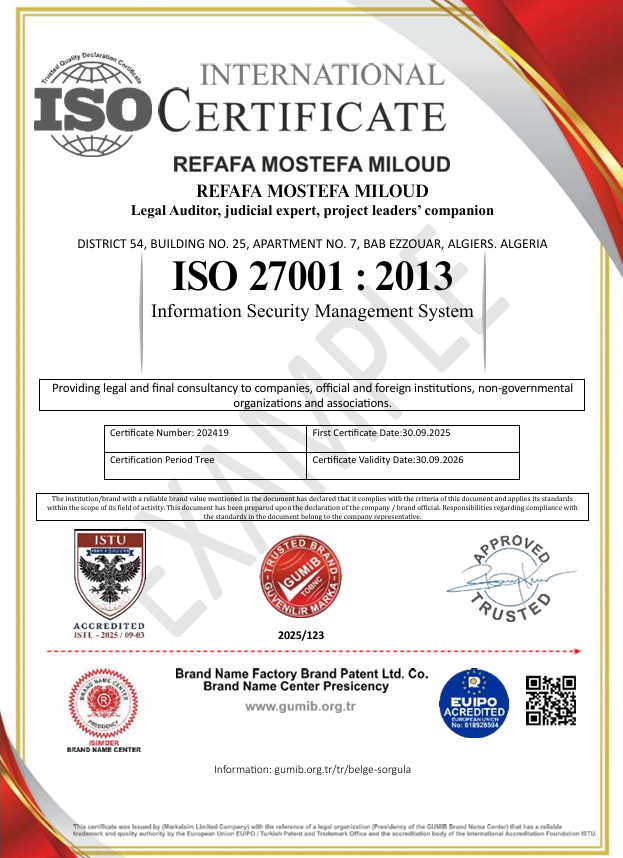 Trusted Quality Declaration Certificate
ISO
INTERNATIONAL
CERTIFICATE
REFAFA MOSTEFA MILOUD
REFAFA MOSTEFA MILOUD
Legal Auditor, judicial expert, project leaders’ companion
DISTRICT 54, BUILDING NO. 25, APARTMENT NO. 7, BAB EZZOUAR, ALGIERS. ALGERIA
ISO 27001 : 2013
Information Security Management System
EXAMPLE
Providing legal and final consultancy to companies, official and foreign institutions, non-governmental
organizations and associations.
Certificate Number: 202419
First Certificate Date:30.09.2025
Certification Period Tree
Certificate Validity Date:30.09.2026
The institution/brand with a reliable brand value mentioned in the document has declared that it complies with the criteria of this document and applies its standards
within the scope of its field of activity. This document has been prepared upon the declaration of the company / brand official. Responsibilities regarding compliance with
the standards in the document belong to the company representative.
ISTU
ACCREDITED
ISTU - 2025 / 09-03
TRUSTED BRAND
GUMiB
TOBNC
GÜVENİLİR MARKA
2025/123
APPROVED
TRUSTED
BRAND NAME CENTER
PRESIDENCY
ISIMDER
BRAND NAME CENTER
Brand Name Factory Brand Patent Ltd. Co.
Brand Name Center Presicency
www.gumib.org.tr
EUIPO
ACCREDITED
EUROPEAN UNION
No: 018928594
Information: gumib.org.tr/tr/belge-sorgula
This certificate was issued by (Markaisim Limited Company) with the reference of a legal organization (Presidency of the GUMIB Brand Name Center) that has a reliable
trademark and quality authority by the European Union EUIPO / Turkish Patent and Trademark Office and the accreditation body of the International Accreditation Foundation ISTU.